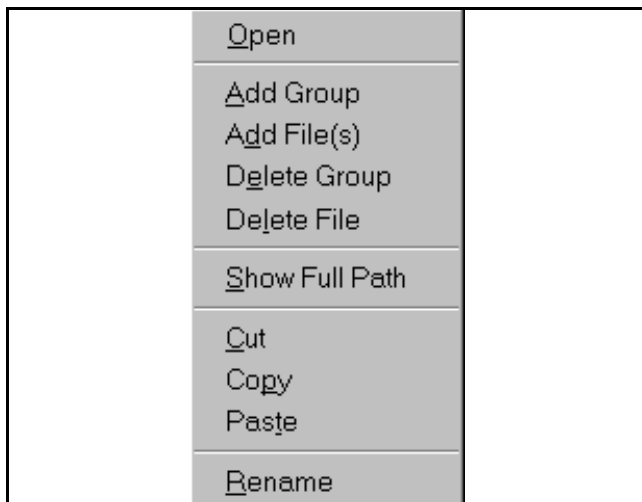 Open
Add Group
Add File(s)
Delete Group
Delete File
Show Full Path
Cut
Copy
Paste
Rename